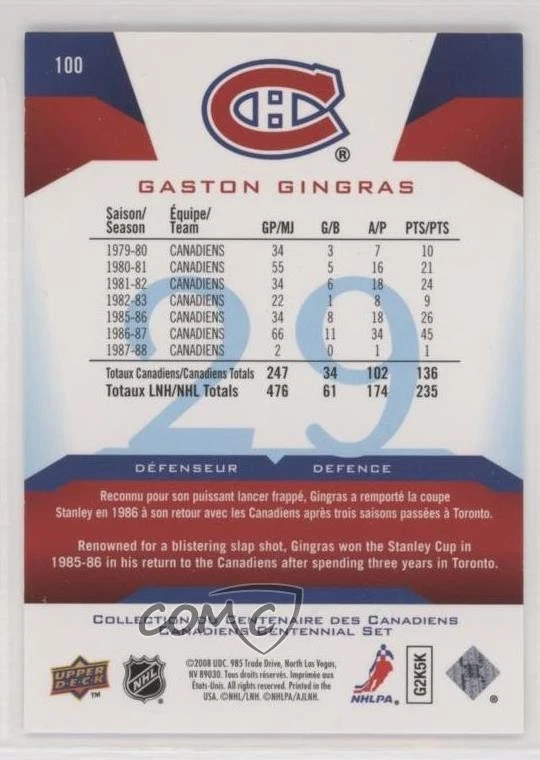 100
®
GASTON GINGRAS
Saison/ Équipe/
Season Team GP/MJ G/B A/P PTS/PTS
1979-80 CANADIENS 34 3 7 10
1980-81 CANADIENS 55 5 16 21
1981-82 CANADIENS 34 6 18 24
1982-83 CANADIENS 22 1 8 9
1985-86 CANADIENS 34 8 18 26
1986-87 CANADIENS 66 11 34 45
1987-88 CANADIENS 2 0 1 1
Totaux Canadiens/Canadiens Totals 247 34 102 136
Totaux LNH/NHL Totals 476 61 174 235
29
DÉFENSEUR DEFENCE
Reconnu pour son puissant lancer frappé, Gingras a remporté la coupe
Stanley en 1986 à son retour avec les Canadiens après trois saisons passées à Toronto.
Renowned for a blistering slap shot, Gingras won the Stanley Cup in
1985-86 in his return to the Canadiens after spending three years in Toronto.
COLLECTION DU CENTENAIRE DES CANADIENS
CANADIENS CENTENNIAL SET
COMC
UPPER DECK ™
NHL
©2008 UDC. 985 Trade Drive, North Las Vegas,
NV 89030. Tous droits réservés. Imprimée aux
États-Unis. All rights reserved. Printed in the
USA. ©NHL/LNH. ©NHLPA/AJLNH.
NHLPA.
G2K5K
®